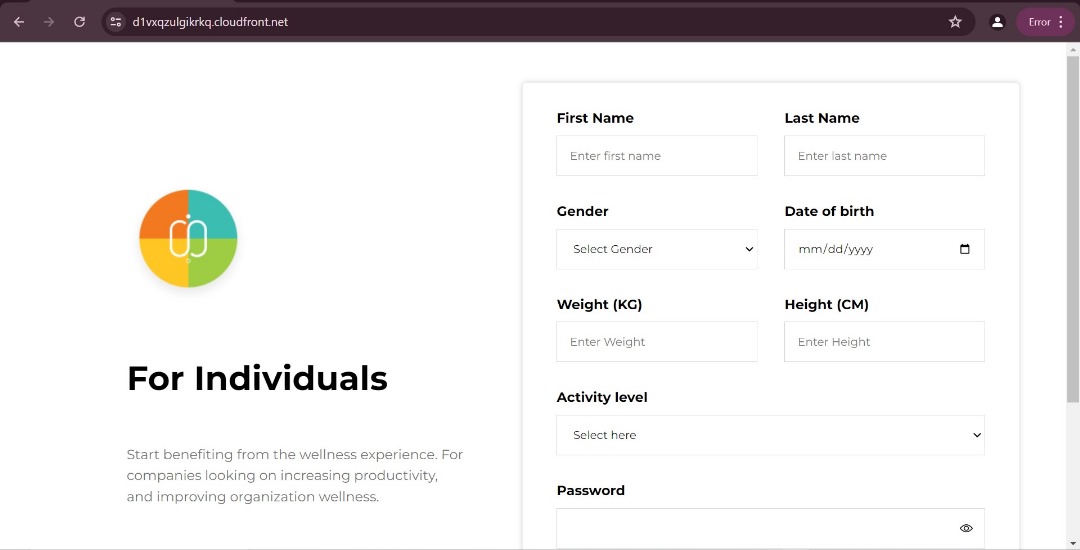 d1vxqzulgikrkq.cloudfront.net
Error
First Name
Last Name
Enter first name
Enter last name
Gender
Date of birth
Select Gender
mm/dd/yyyy
Weight (KG)
Height (CM)
Enter Weight
Enter Height
Activity level
Select here
Password
For Individuals
Start benefiting from the wellness experience. For
companies looking on increasing productivity,
and improving organization wellness.